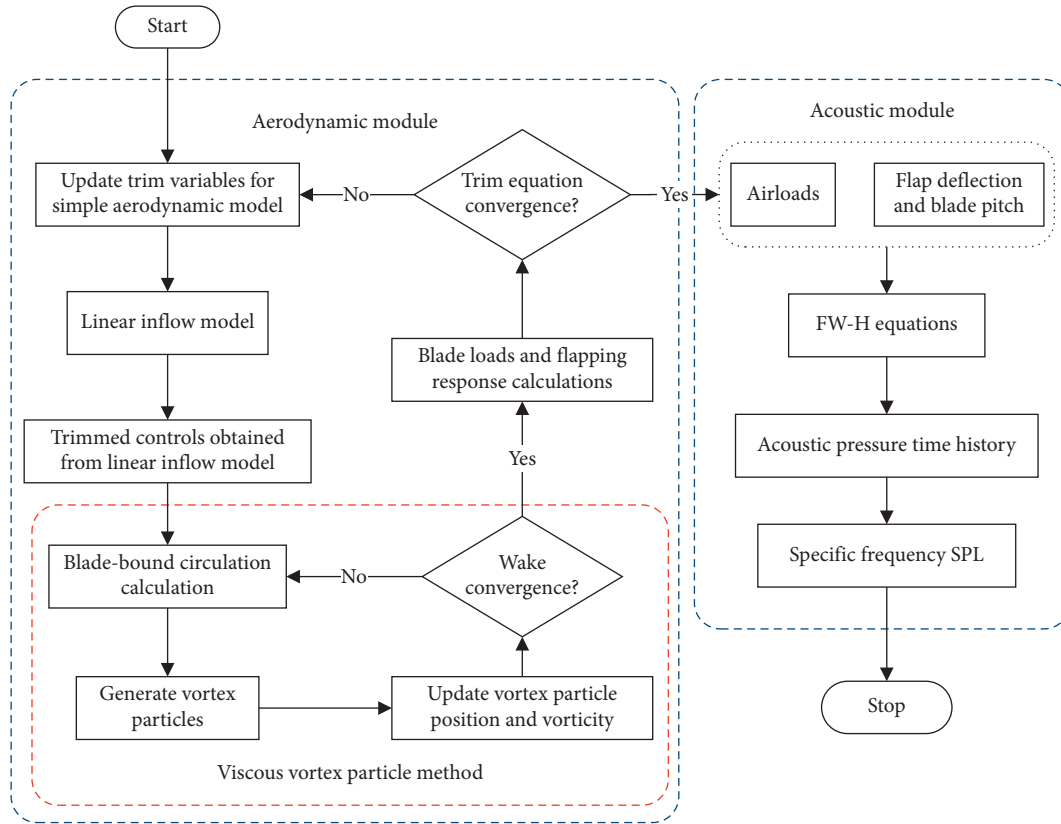 Start
Aerodynamic module
Update trim variables for
simple aerodynamic model
No
Trim equation
convergence?
Yes
Linear inflow model
Blade loads and flapping
response calculations
Trimmed controls obtained
from linear inflow model
Yes
Blade-bound circulation
calculation
No
Wake
convergence?
Generate vortex
particles
Update vortex particle
position and vorticity
Viscous vortex particle method
Acoustic module
Airloads
Flap deflection
and blade pitch
FW-H equations
Acoustic pressure time history
Specific frequency SPL
Stop